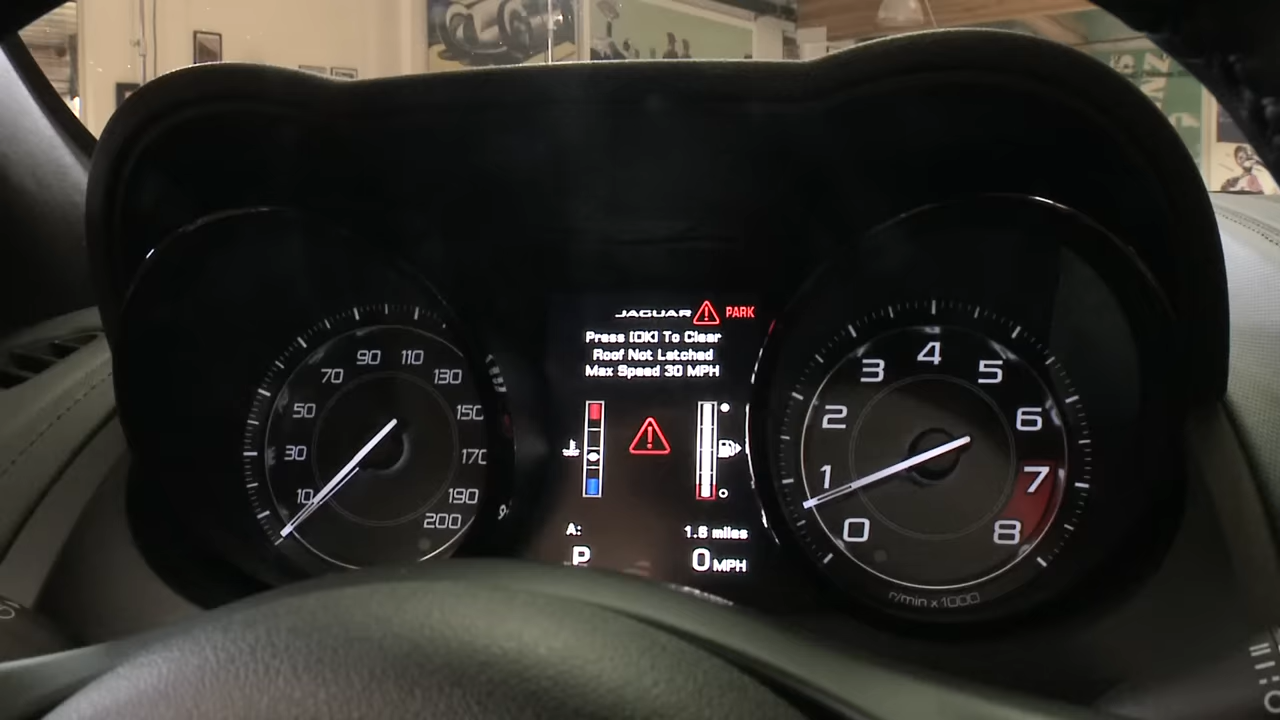 JAGUAR PARK
Press [OK] To Clear
Roof Not Latched
Max Speed 30 MPH
A:
1.6 miles
P
0 MPH
10
30
50
70
90
110
130
150
170
190
200
0
1
2
3
4
5
6
7
8
r/min x1000